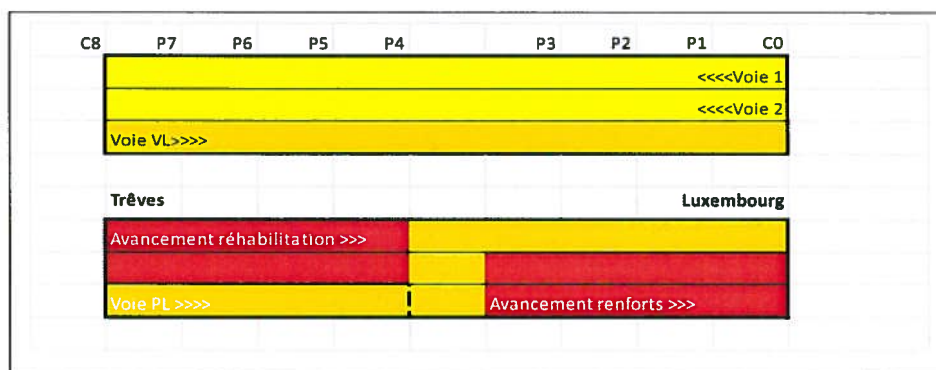 C8 P7 P6 P5 P4 P3 P2 P1 C0
<<<<Voie 1
<<<<Voie 2
Voie VL>>>>
Trêves Luxembourg
Avancement réhabilitation >>>
Voie PL >>>>
Avancement renforts >>>